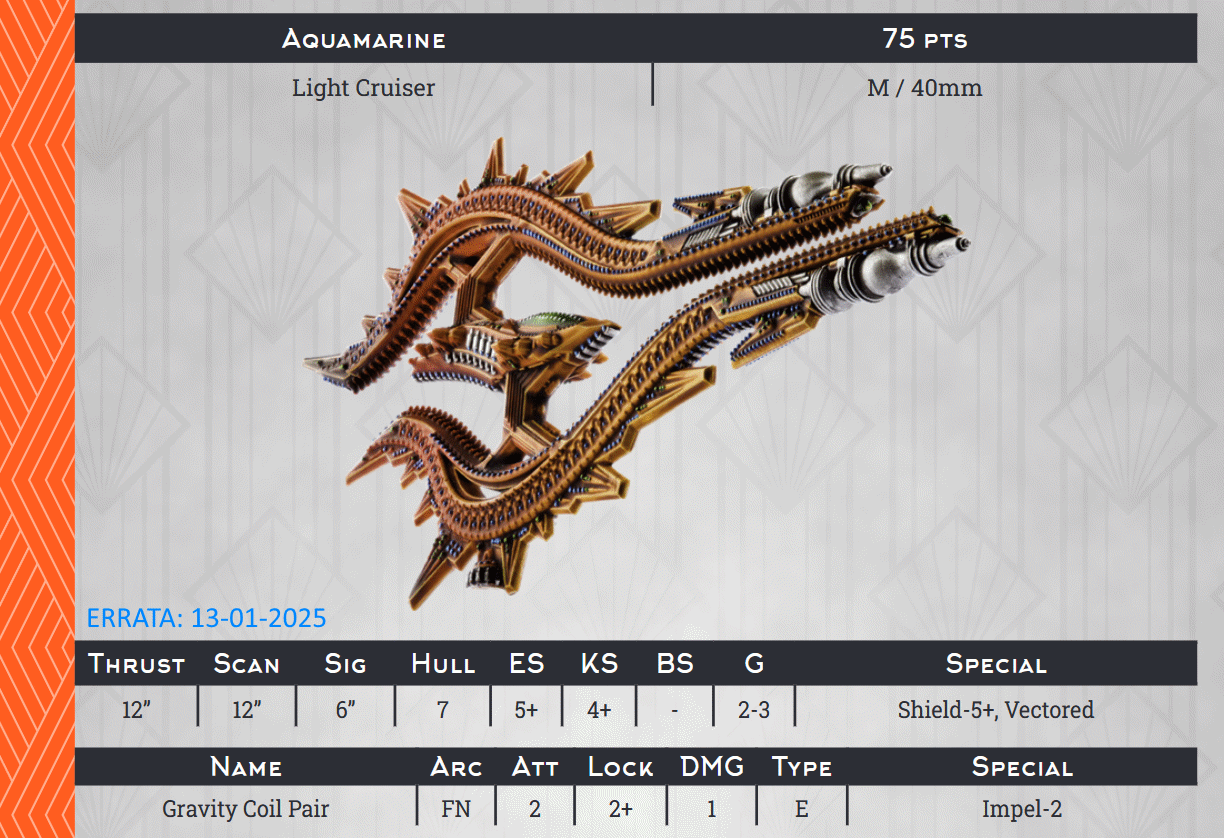 Aquamarine 75 pts
Light Cruiser M / 40mm
ERRATA: 13-01-2025
Thrust Scan Sig Hull ES KS BS G Special
12” 12” 6” 7 5+ 4+ - 2-3 Shield-5+, Vectored
Name Arc Att Lock DMG Type Special
Gravity Coil Pair FN 2 2+ 1 E Impel-2